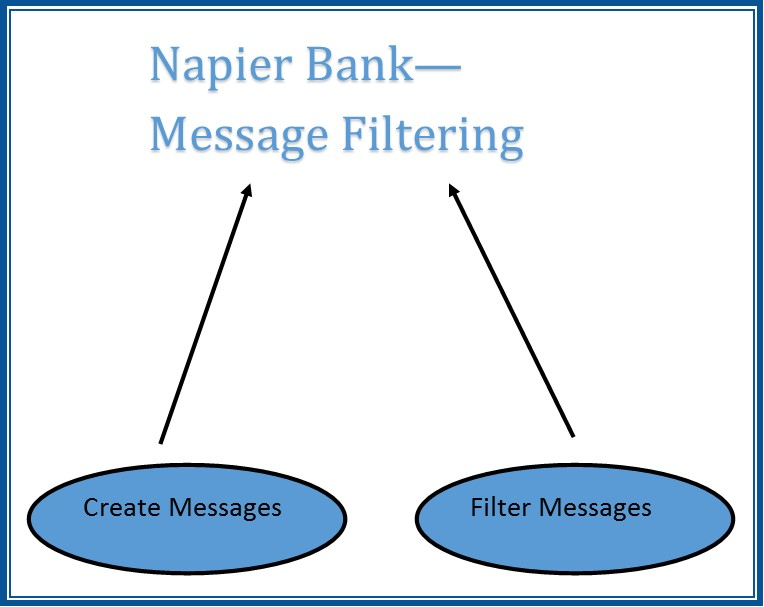 Napier Bank—
Message Filtering
Create Messages
Filter Messages